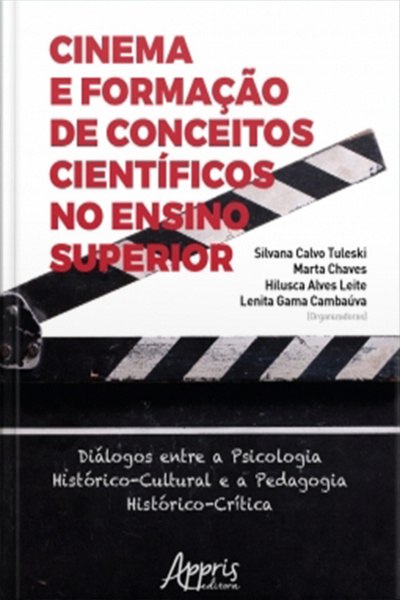 CINEMA
E FORMAÇÃO
DE CONCEITOS
CIENTÍFICOS
NO ENSINO
SUPERIOR
Silvana Calvo Tuleski
Marta Chaves
Hilusca Alves Leite
Lenita Gama Cambaúva
(Organizadoras)
Diálogos entre a Psicologia
Histórico-Cultural e a Pedagogia
Histórico-Crítica
Appris
editora